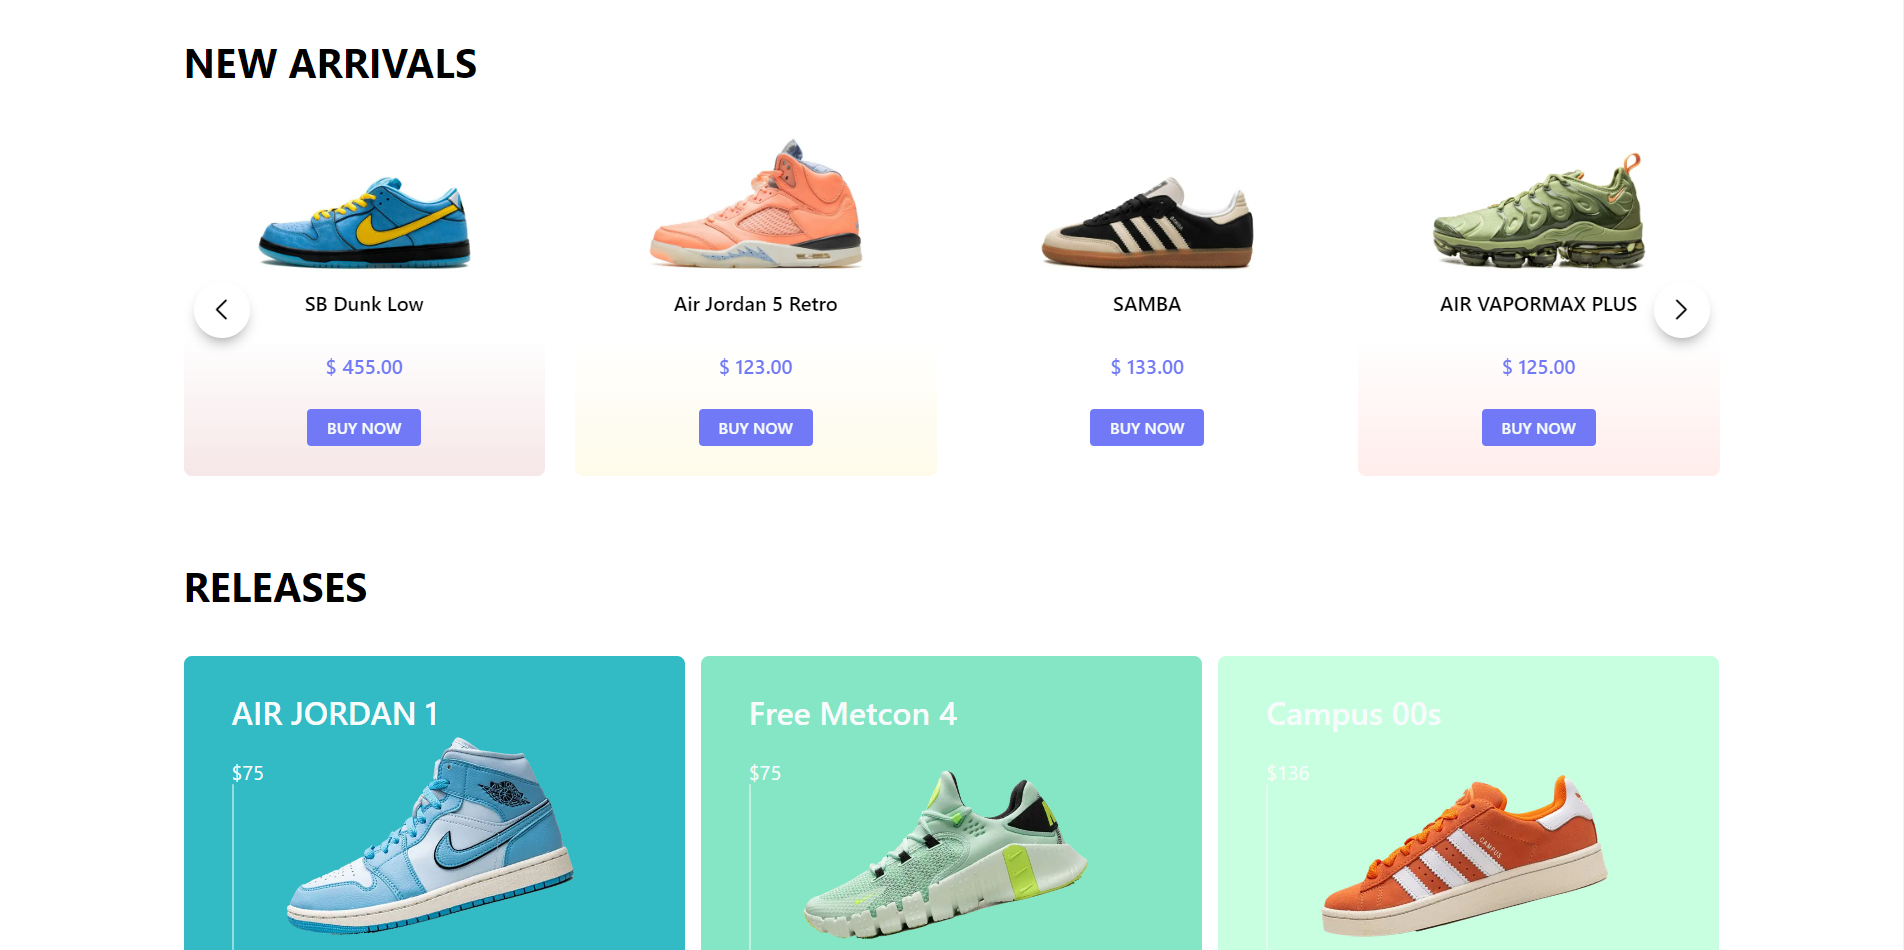 NEW ARRIVALS
SB Dunk Low
$ 455.00
BUY NOW
Air Jordan 5 Retro
$ 123.00
BUY NOW
SAMBA
$ 133.00
BUY NOW
AIR VAPORMAX PLUS
$ 125.00
BUY NOW
RELEASES
AIR JORDAN 1
$75
Free Metcon 4
$75
Campus 00s
$136
CAMPUS